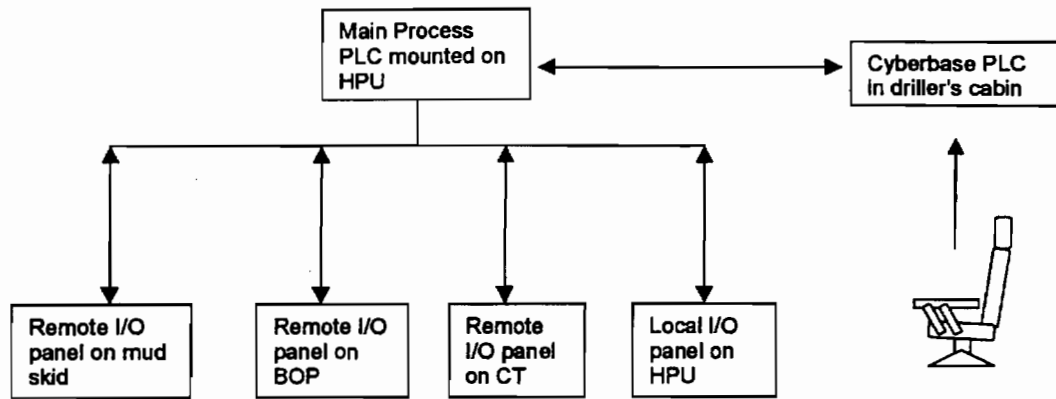 Main Process
PLC mounted on
HPU
Cyberbase PLC
in driller's cabin
Remote I/O
panel on mud
skid
Remote I/O
panel on
BOP
Remote
I/O panel
on CT
Local I/O
panel on
HPU